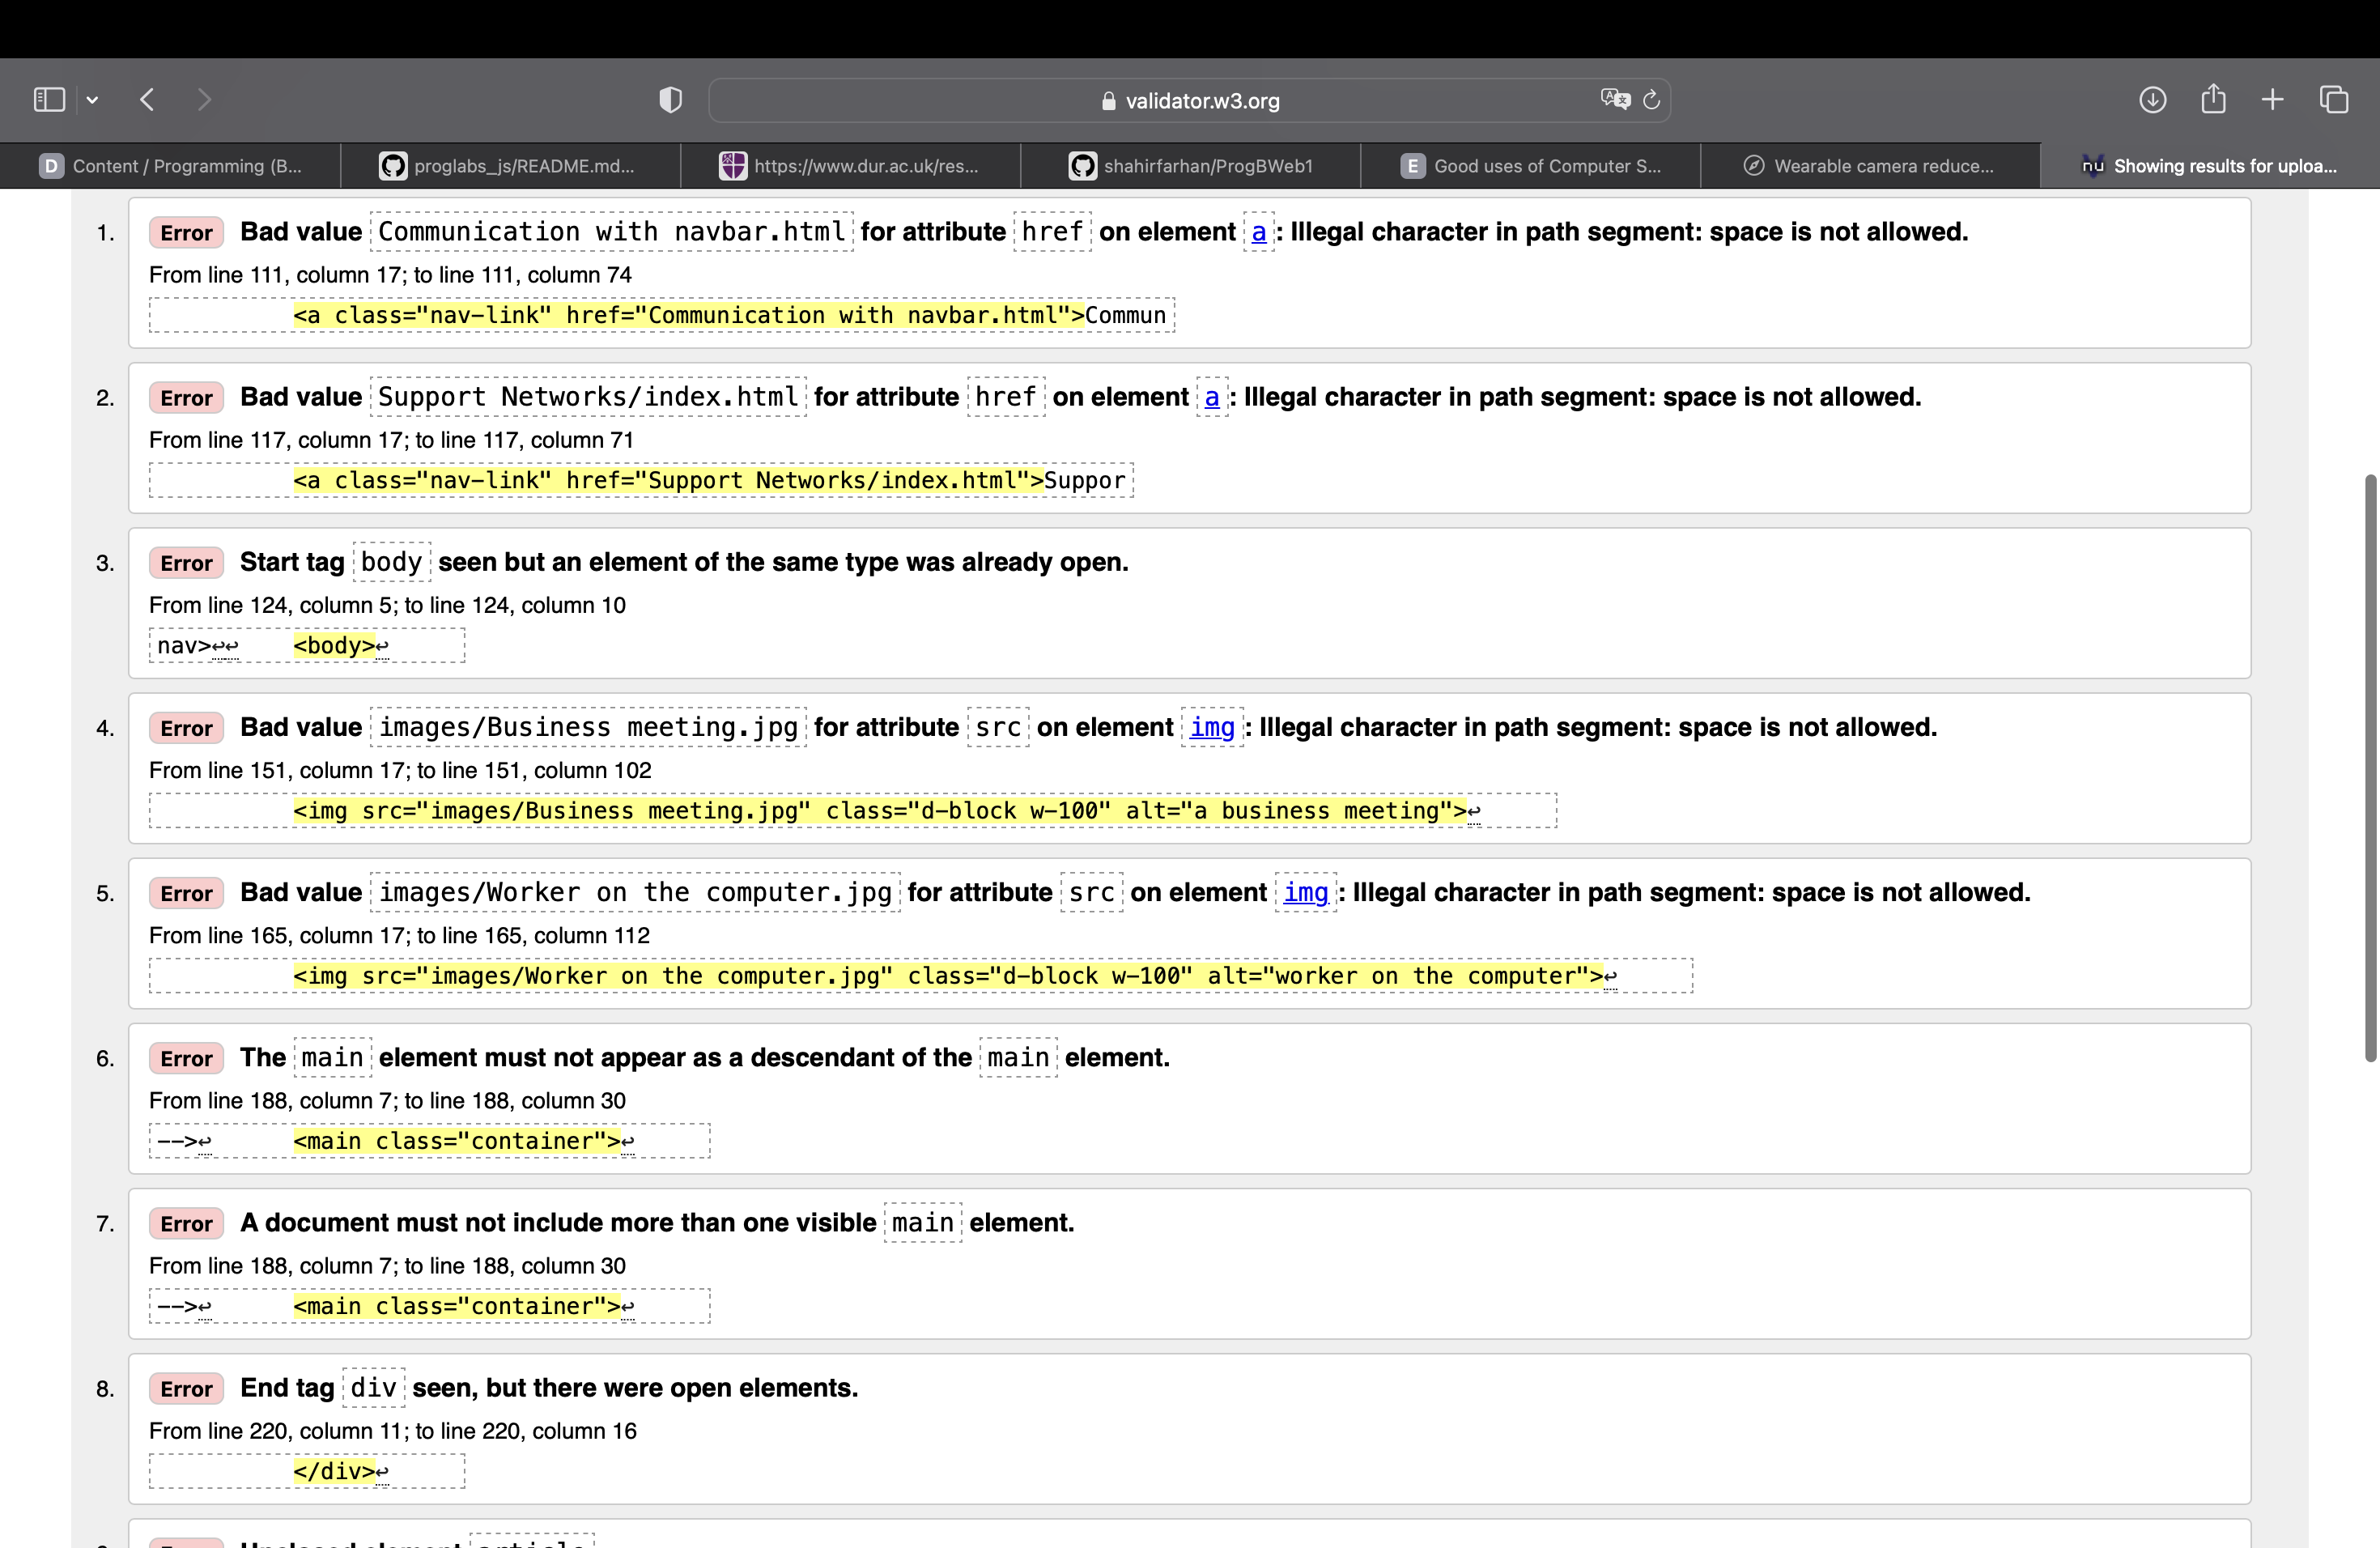 validator.w3.org
D Content / Programming (B...
proglabs_js/README.md...
https://www.dur.ac.uk/res...
shahirfarhan/ProgBWeb1
E Good uses of Computer S...
Wearable camera reduce...
nu Showing results for uploa...
1. Error Bad value Communication with navbar.html for attribute href on element a: Illegal character in path segment: space is not allowed.
From line 111, column 17; to line 111, column 74
<a class="nav-link" href="Communication with navbar.html">Commun
2. Error Bad value Support Networks/index.html for attribute href on element a: Illegal character in path segment: space is not allowed.
From line 117, column 17; to line 117, column 71
<a class="nav-link" href="Support Networks/index.html">Suppor
3. Error Start tag body seen but an element of the same type was already open.
From line 124, column 5; to line 124, column 10
nav>↩↩ <body>↩
4. Error Bad value images/Business meeting.jpg for attribute src on element img: Illegal character in path segment: space is not allowed.
From line 151, column 17; to line 151, column 102
<img src="images/Business meeting.jpg" class="d-block w-100" alt="a business meeting">↩
5. Error Bad value images/Worker on the computer.jpg for attribute src on element img: Illegal character in path segment: space is not allowed.
From line 165, column 17; to line 165, column 112
<img src="images/Worker on the computer.jpg" class="d-block w-100" alt="worker on the computer">↩
6. Error The main element must not appear as a descendant of the main element.
From line 188, column 7; to line 188, column 30
-->↩ <main class="container">↩
7. Error A document must not include more than one visible main element.
From line 188, column 7; to line 188, column 30
-->↩ <main class="container">↩
8. Error End tag div seen, but there were open elements.
From line 220, column 11; to line 220, column 16
</div>↩